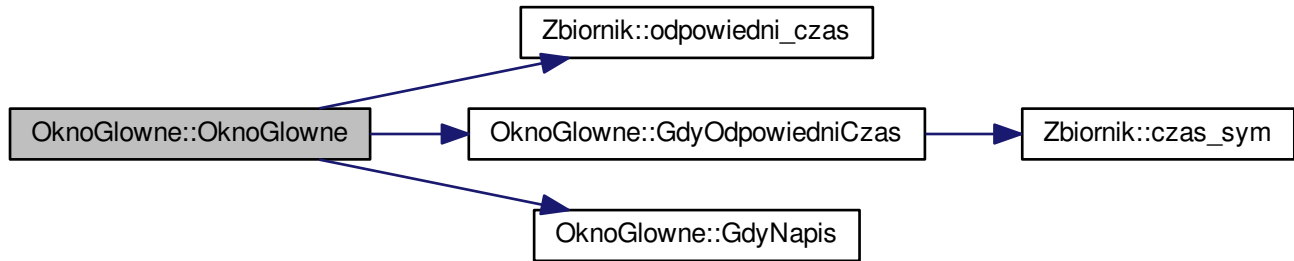 Zbiornik::odpowiedni_czas
OknoGlowne::OknoGlowne
OknoGlowne::GdyOdpowiedniCzas
Zbiornik::czas_sym
OknoGlowne::GdyNapis